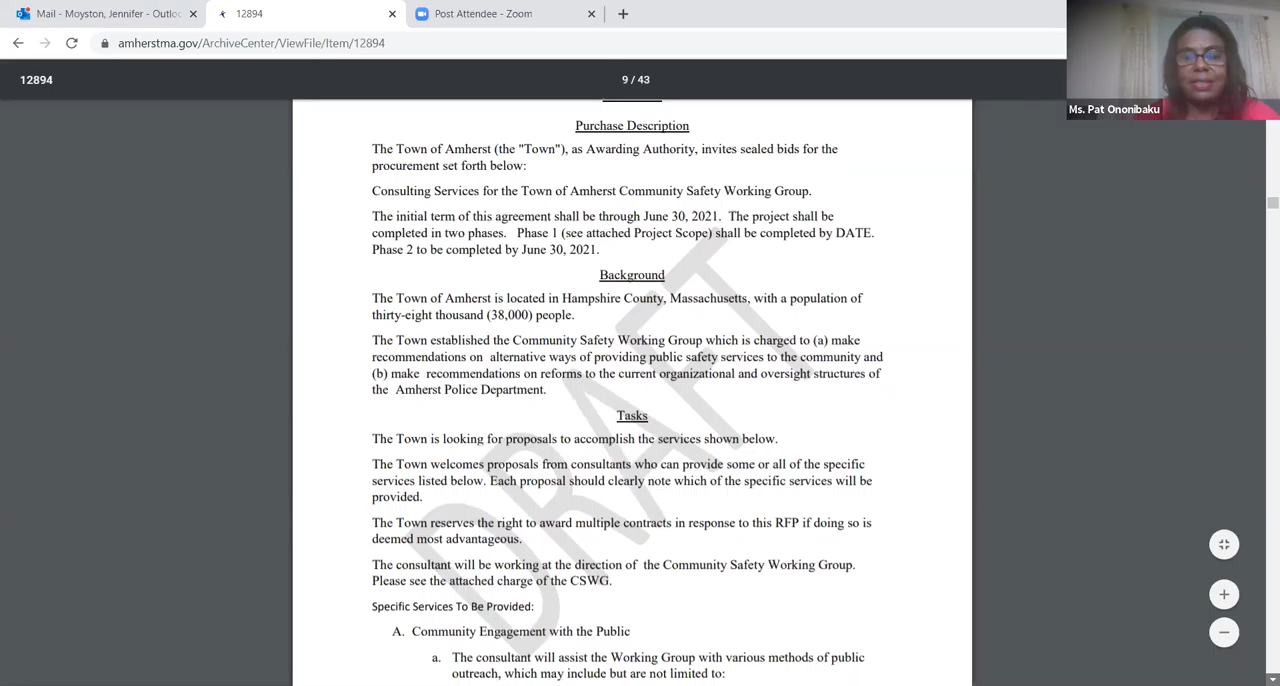 Mail - Moyston, Jennifer - Outloo
12894
Post Attendee - Zoom
amherstma.gov/ArchiveCenter/ViewFile/Item/12894
12894
9 / 43
Ms. Pat Ononibaku
Purchase Description
The Town of Amherst (the "Town"), as Awarding Authority, invites sealed bids for the
procurement set forth below:
Consulting Services for the Town of Amherst Community Safety Working Group.
The initial term of this agreement shall be through June 30, 2021.  The project shall be
completed in two phases.   Phase 1 (see attached Project Scope) shall be completed by DATE.
Phase 2 to be completed by June 30, 2021.
Background
The Town of Amherst is located in Hampshire County, Massachusetts, with a population of
thirty-eight thousand (38,000) people.
The Town established the Community Safety Working Group which is charged to (a) make
recommendations on  alternative ways of providing public safety services to the community and
(b) make  recommendations on reforms to the current organizational and oversight structures of
the  Amherst Police Department.
Tasks
The Town is looking for proposals to accomplish the services shown below.
The Town welcomes proposals from consultants who can provide some or all of the specific
services listed below. Each proposal should clearly note which of the specific services will be
provided.
The Town reserves the right to award multiple contracts in response to this RFP if doing so is
deemed most advantageous.
The consultant will be working at the direction of  the Community Safety Working Group.
Please see the attached charge of the CSWG.
Specific Services To Be Provided:
A. Community Engagement with the Public
a. The consultant will assist the Working Group with various methods of public
outreach, which may include but are not limited to:
DRAFT